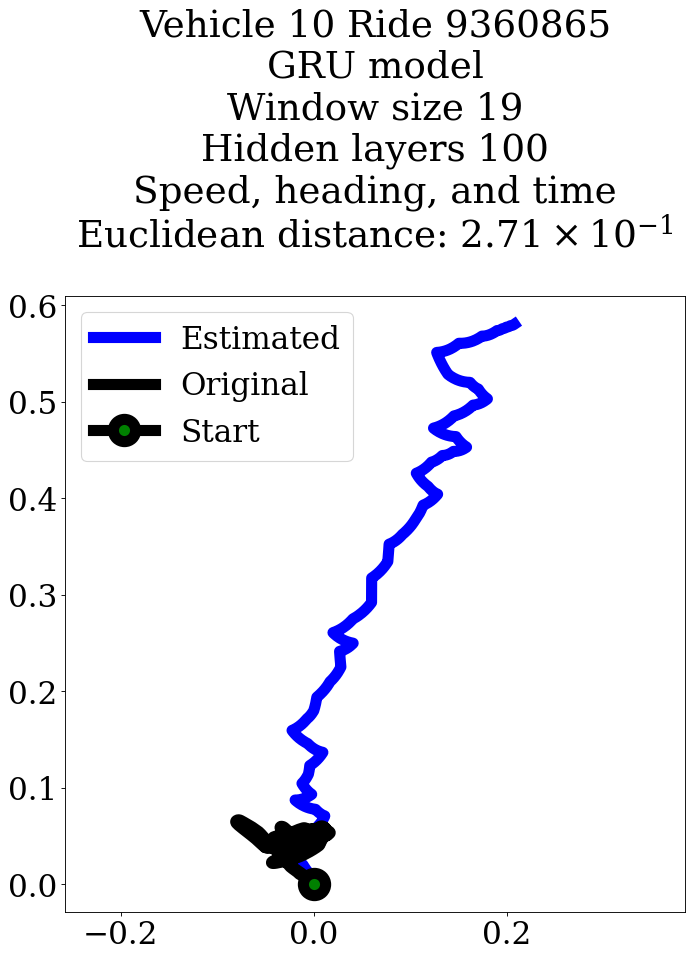 Vehicle 10 Ride 9360865
GRU model
Window size 19
Hidden layers 100
Speed, heading, and time
Euclidean distance: 2.71 × 10⁻¹
Estimated
Original
Start
0.6
0.5
0.4
0.3
0.2
0.1
0.0
−0.2 0.0 0.2